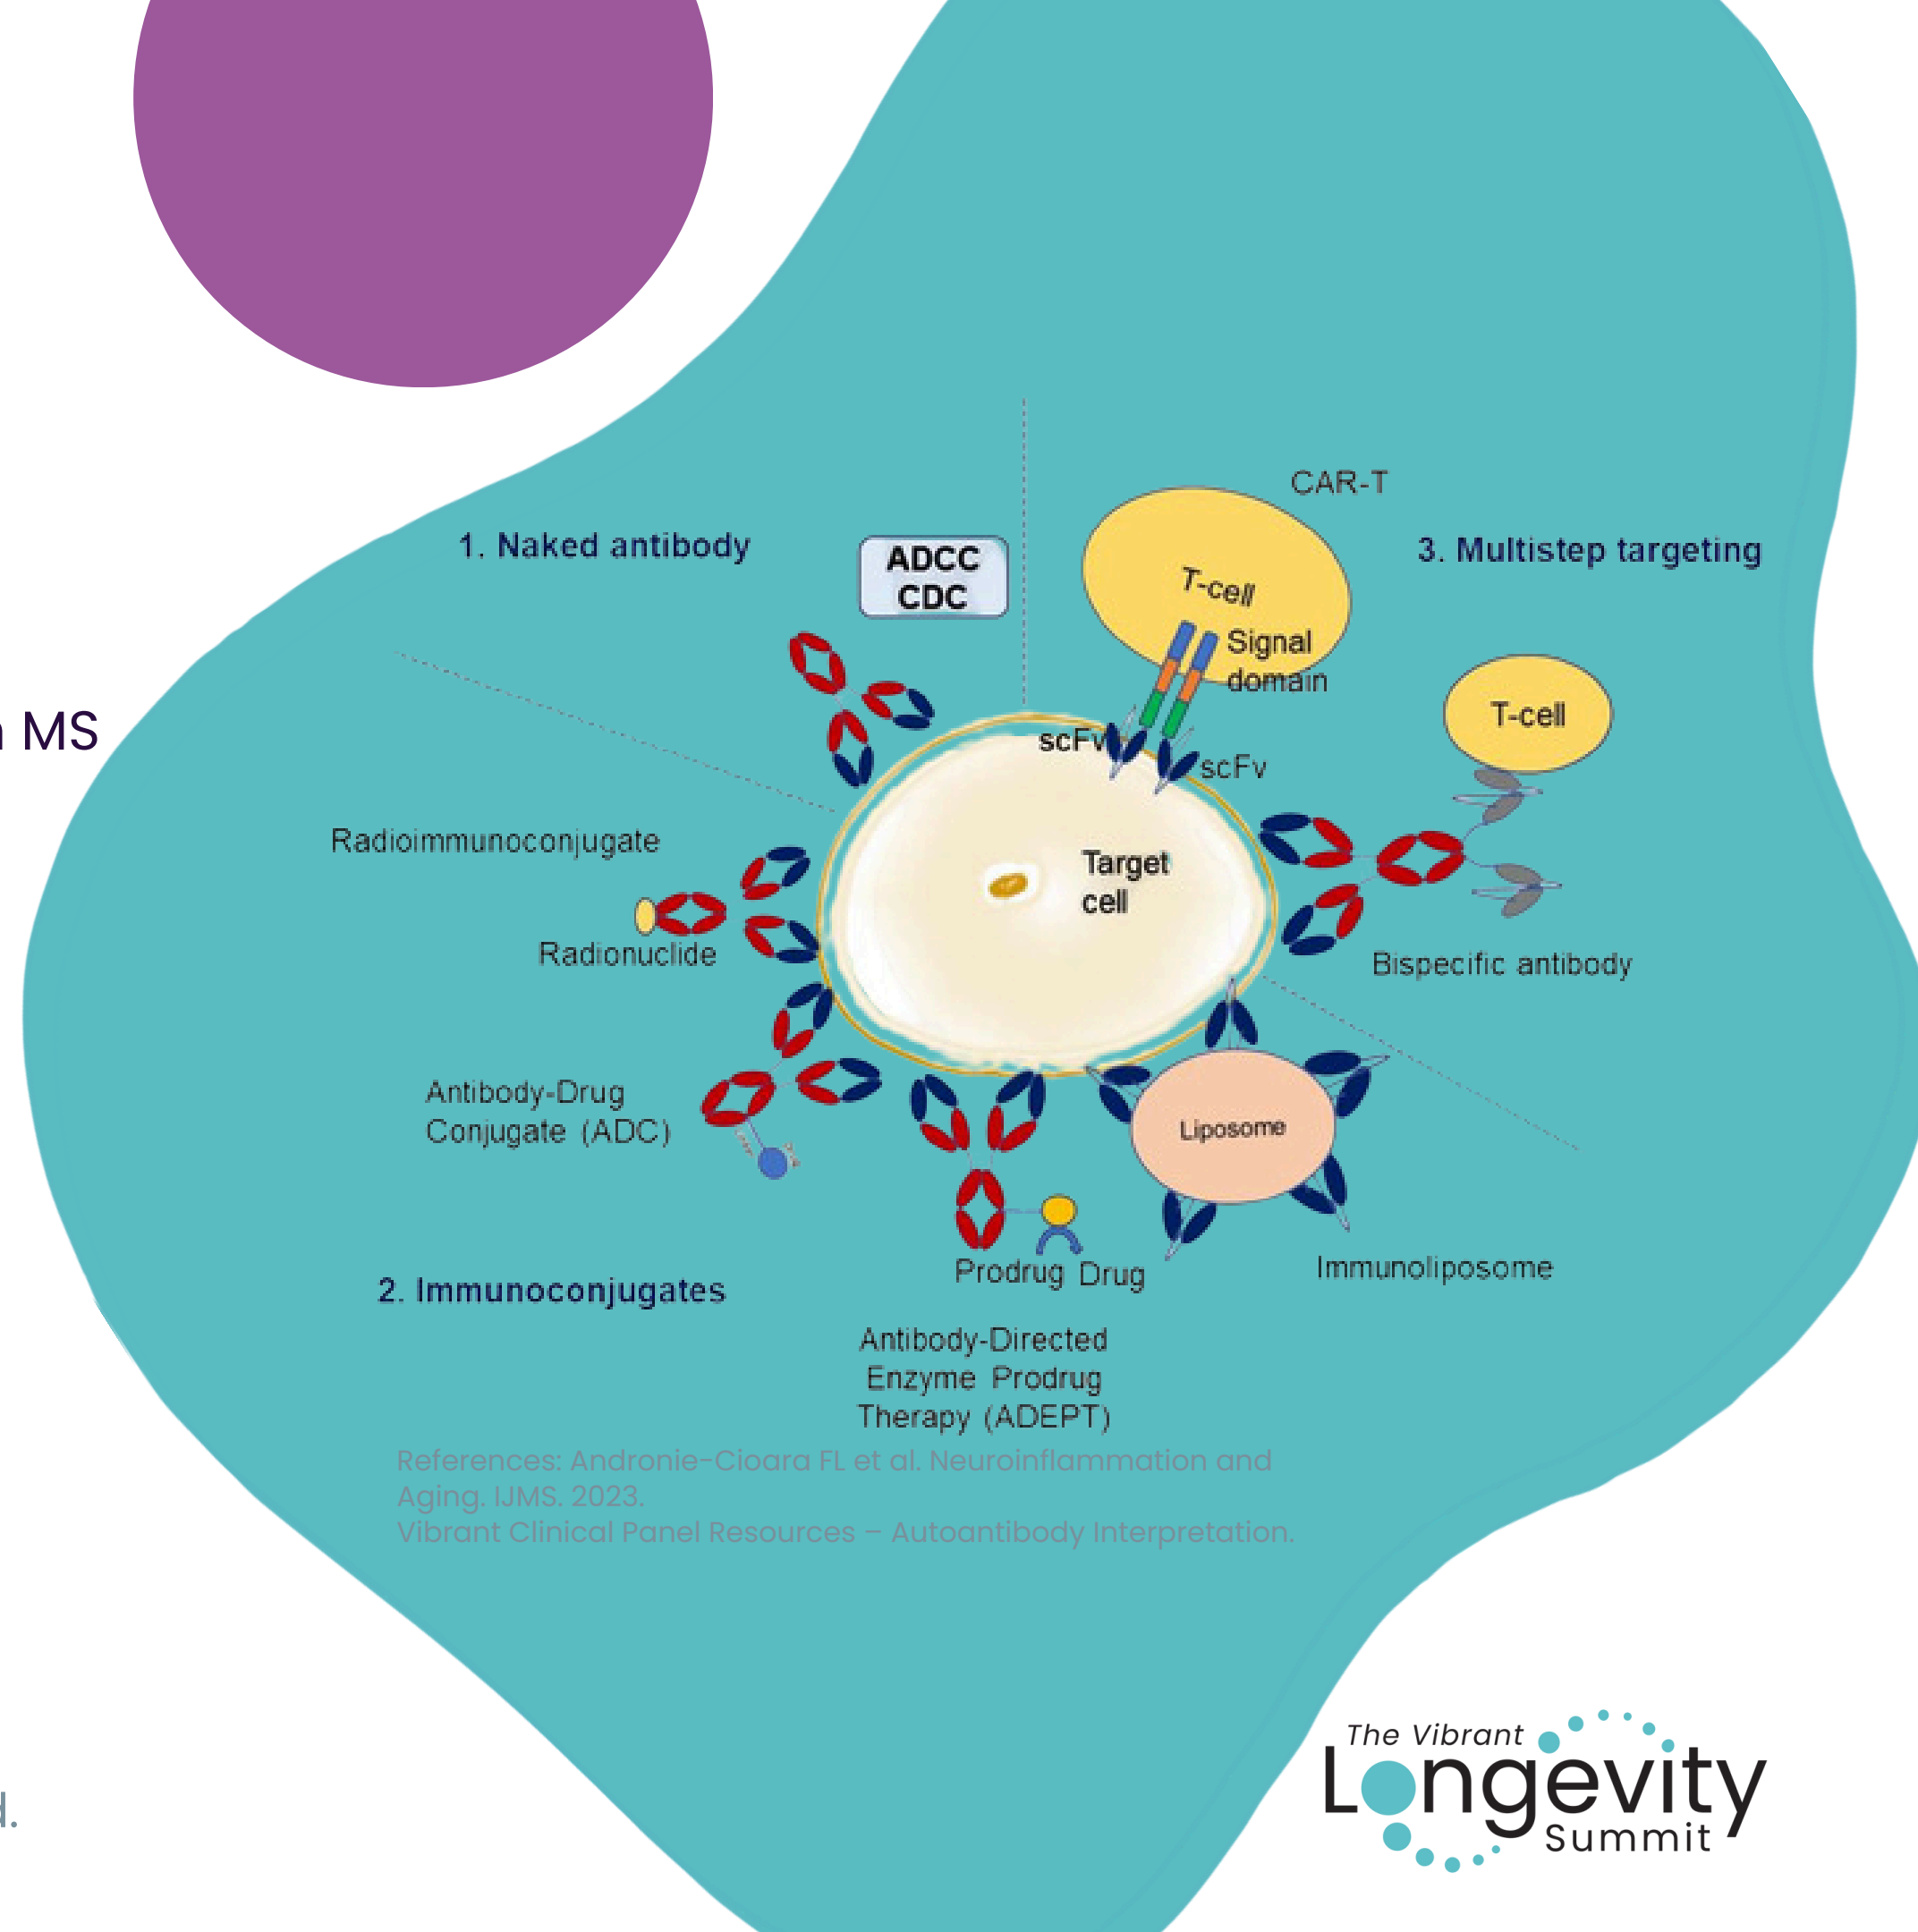 CAR-T
1. Naked antibody
ADCC
CDC
3. Multistep targeting
T-cell
Signal
domain
T-cell
MS
scFv
scFv
Radioimmunoconjugate
Target
cell
Radionuclide
Bispecific antibody
Antibody-Drug
Conjugate (ADC)
Liposome
Prodrug Drug
Immunoliposome
2. Immunoconjugates
Antibody-Directed
Enzyme Prodrug
Therapy (ADEPT)
References: Andronie-Cioara FL et al. Neuroinflammation and
Aging. IJMS. 2023.
Vibrant Clinical Panel Resources – Autoantibody Interpretation.
The Vibrant
Longevity
Summit